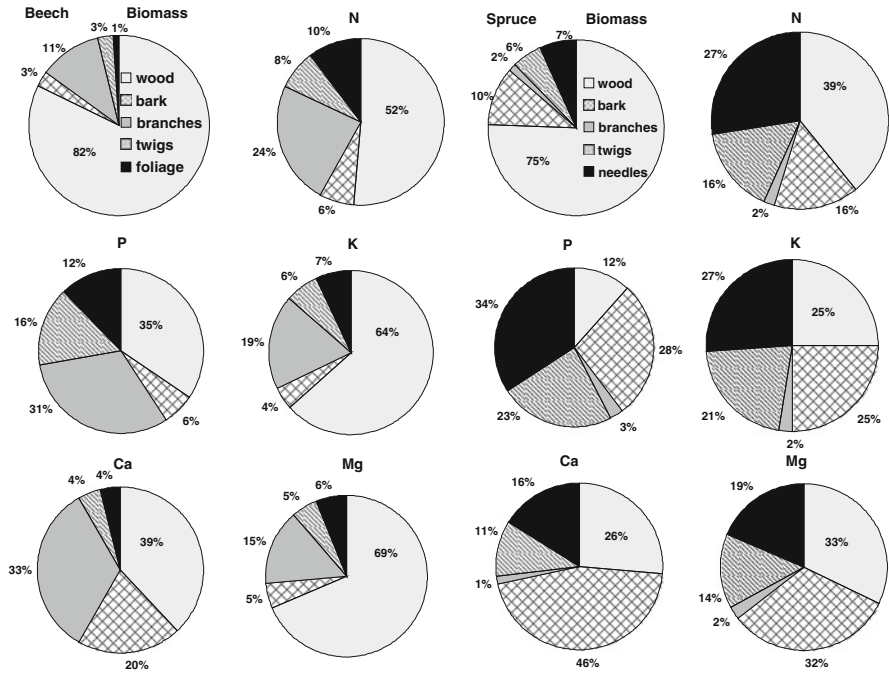 Beech Biomass
3% 1%
11%
3%
82%
wood
bark
branches
twigs
foliage
N
10%
8%
52%
24%
6%
Spruce Biomass
7%
6%
2%
10%
75%
wood
bark
branches
twigs
needles
N
27%
39%
16%
2%
16%
P
12%
35%
16%
31%
6%
K
7%
6%
64%
19%
4%
P
12%
34%
28%
23%
3%
K
27%
25%
21%
25%
2%
Ca
4% 4%
39%
33%
20%
Mg
6%
5%
15%
69%
5%
Ca
16%
11%
26%
1%
46%
Mg
19%
33%
14%
2%
32%